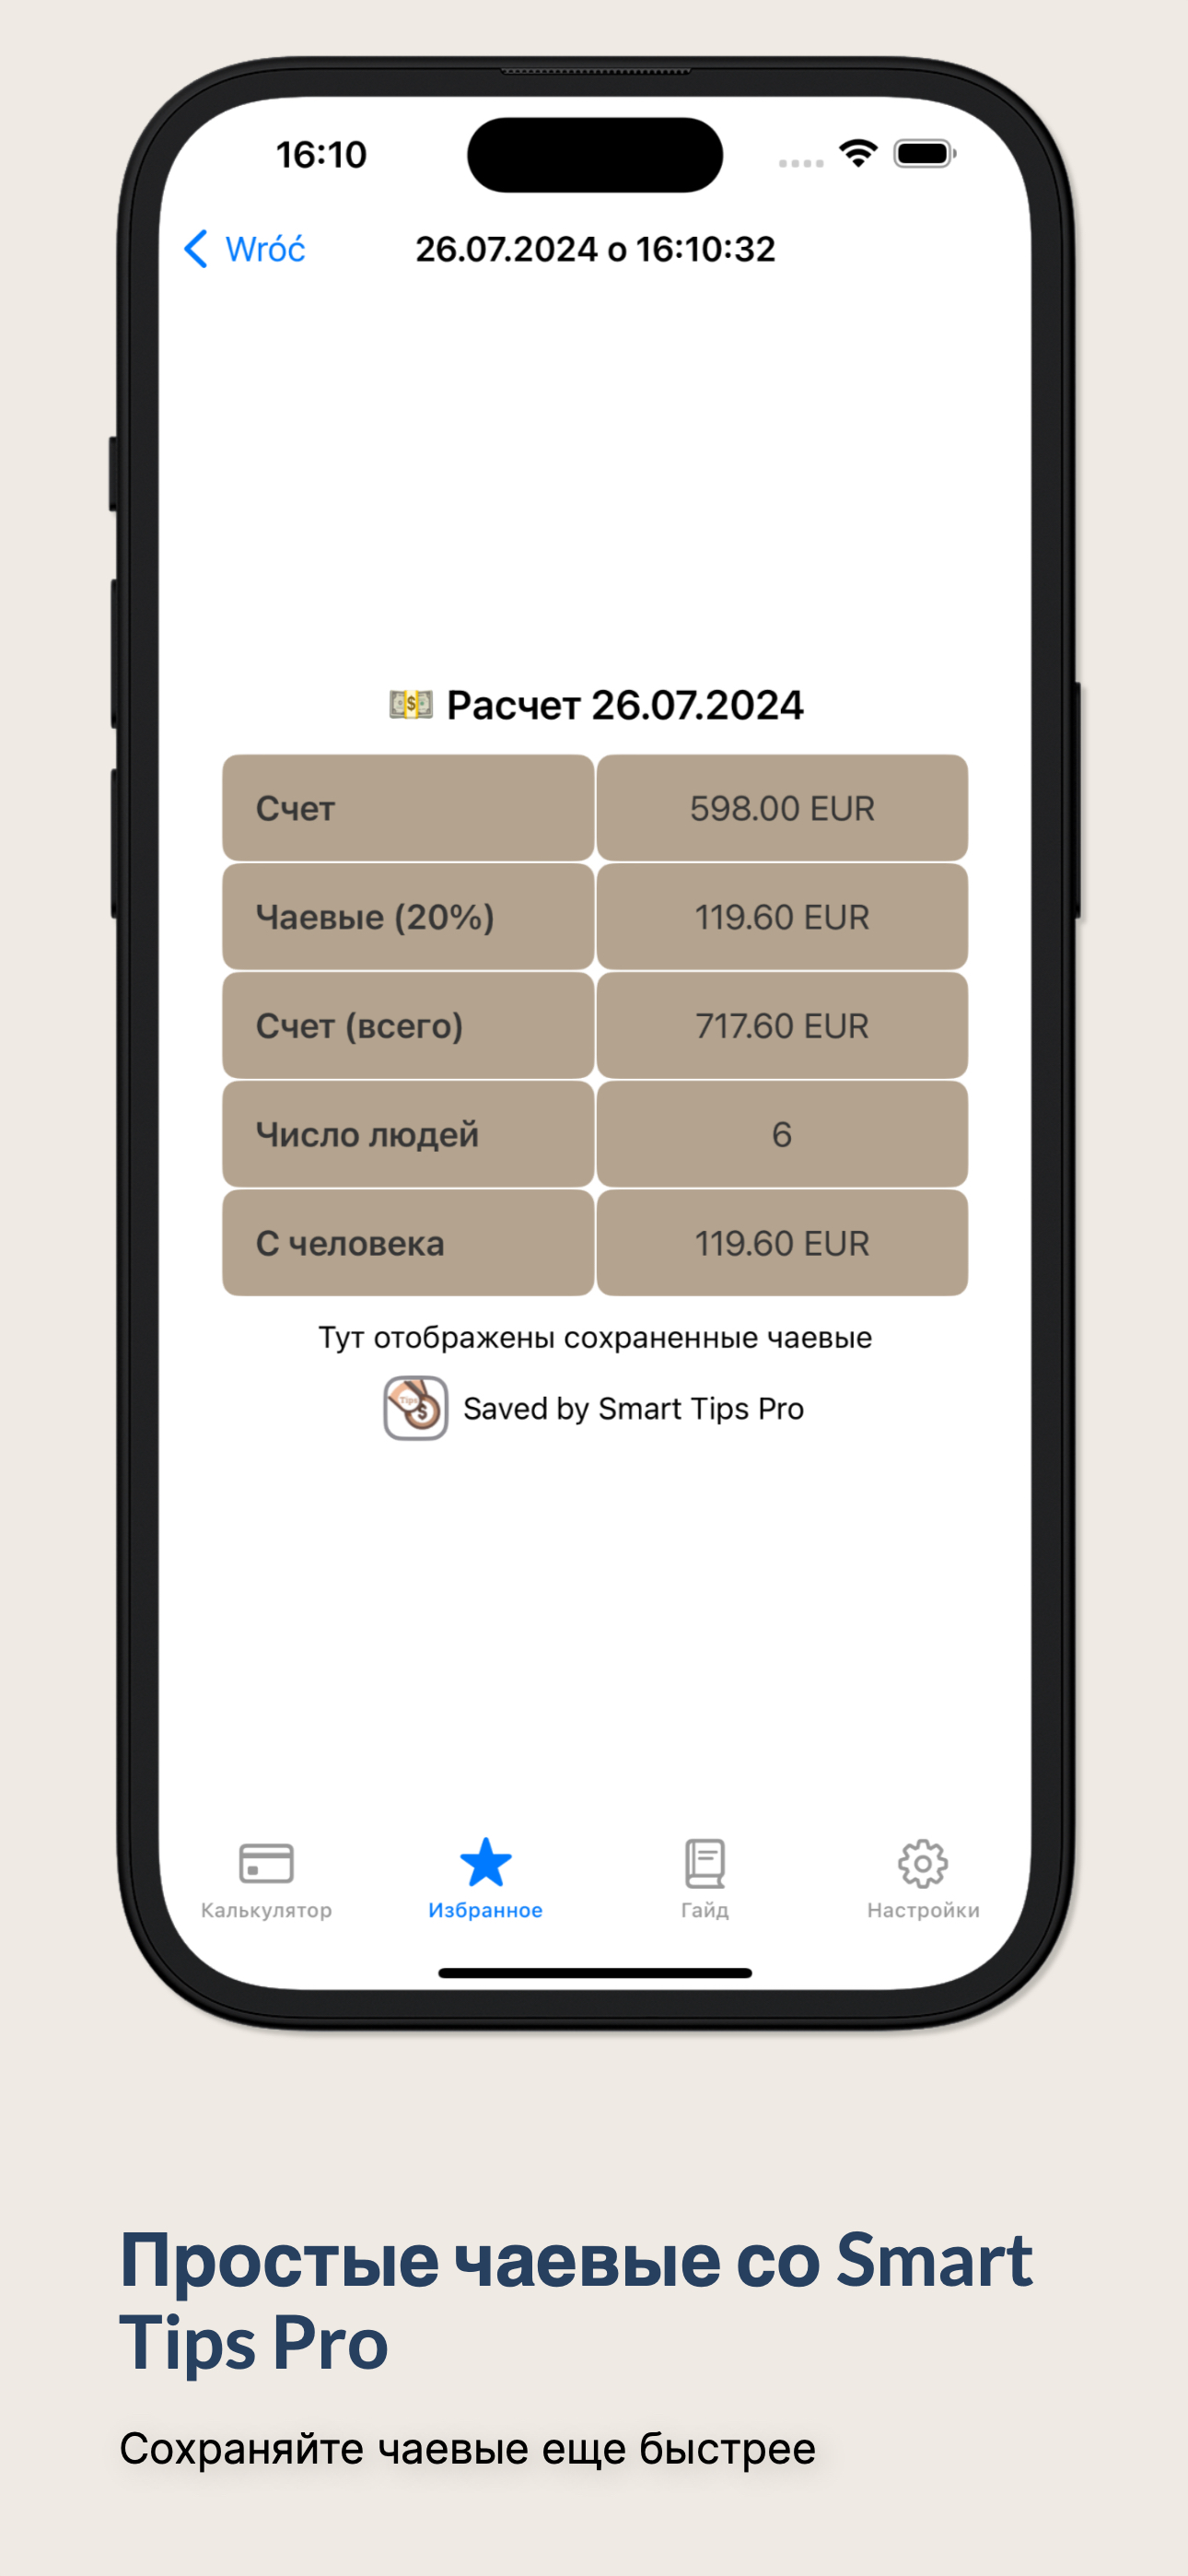 16:10
Wróć
26.07.2024 o 16:10:32
💵 Расчет 26.07.2024
Счет 598.00 EUR
Чаевые (20%) 119.60 EUR
Счет (всего) 717.60 EUR
Число людей 6
С человека 119.60 EUR
Тут отображены сохраненные чаевые
Tips $
Saved by Smart Tips Pro
Калькулятор Избранное Гайд Настройки
Простые чаевые со Smart
Tips Pro
Сохраняйте чаевые еще быстрее